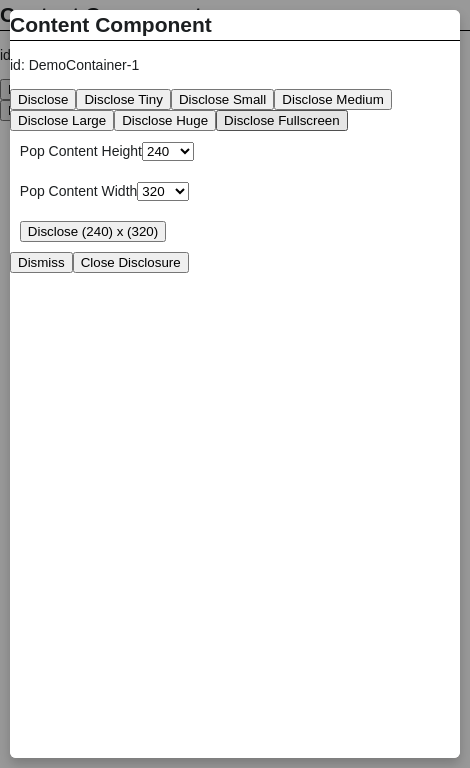 Content Component
id: DemoContainer-1
Disclose Disclose Tiny Disclose Small Disclose Medium
Disclose Large Disclose Huge Disclose Fullscreen
Pop Content Height 240
Pop Content Width 320
Disclose (240) x (320)
Dismiss Close Disclosure